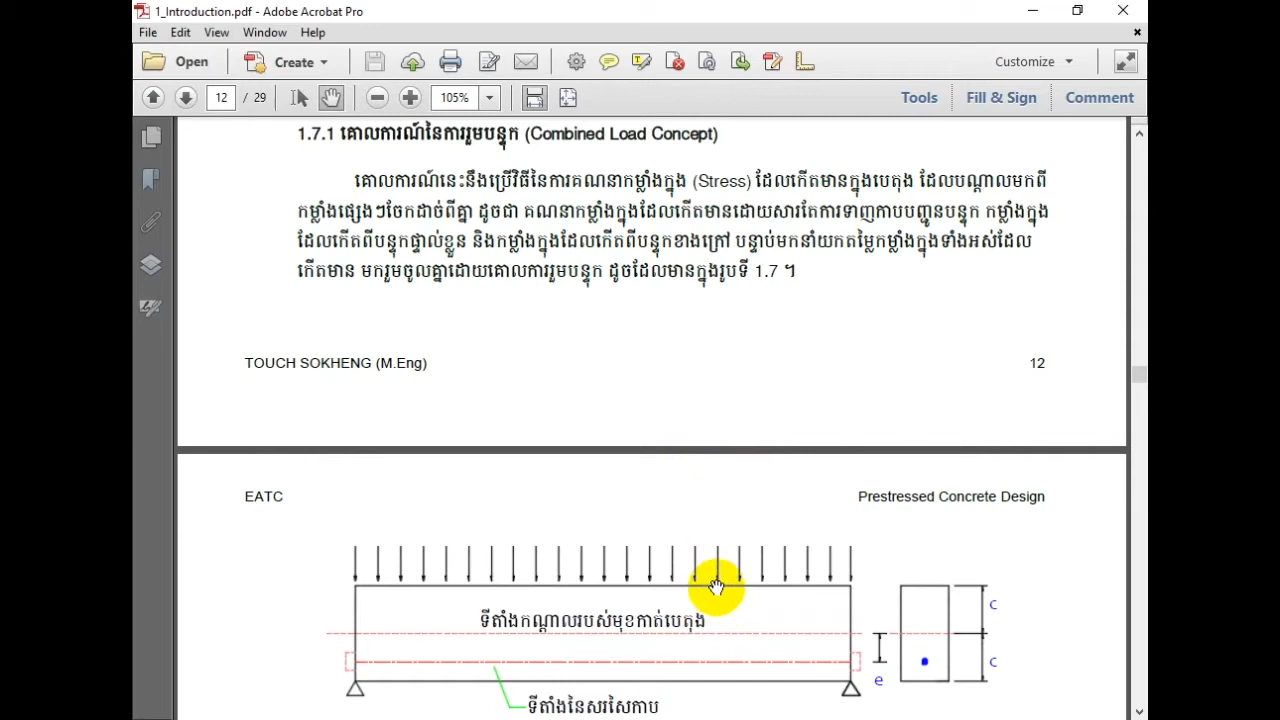 1_Introduction.pdf - Adobe Acrobat Pro
File Edit View Window Help
Open Create Customize
12 / 29 105% Tools Fill & Sign Comment
1.7.1 គោលការណ៍នៃការរួមបន្ទុក (Combined Load Concept)
គោលការណ៍នេះនឹងប្រើវិធីនៃការគណនាកម្លាំងក្នុង (Stress) ដែលកើតមានក្នុងបេតុង ដែលបណ្តាលមកពី
កម្លាំងផ្សេងៗចែកដាច់ពីគ្នា ដូចជា គណនាកម្លាំងក្នុងដែលកើតមានដោយសារតែការទាញកាបបញ្ជូនបន្ទុក កម្លាំងក្នុង
ដែលកើតពីបន្ទុកផ្ទាល់ខ្លួន និងកម្លាំងក្នុងដែលកើតពីបន្ទុកខាងក្រៅ បន្ទាប់មកនាំយកតម្លៃកម្លាំងក្នុងទាំងអស់ដែល
កើតមាន មករួមចូលគ្នាដោយគោលការរួមបន្ទុក ដូចដែលមានក្នុងរូបទី 1.7 ។
TOUCH SOKHENG (M.Eng) 12
EATC Prestressed Concrete Design
ទីតាំងកណ្តាលរបស់មុខកាត់បេតុង
c
c
e
ទីតាំងនៃសរសៃកាប